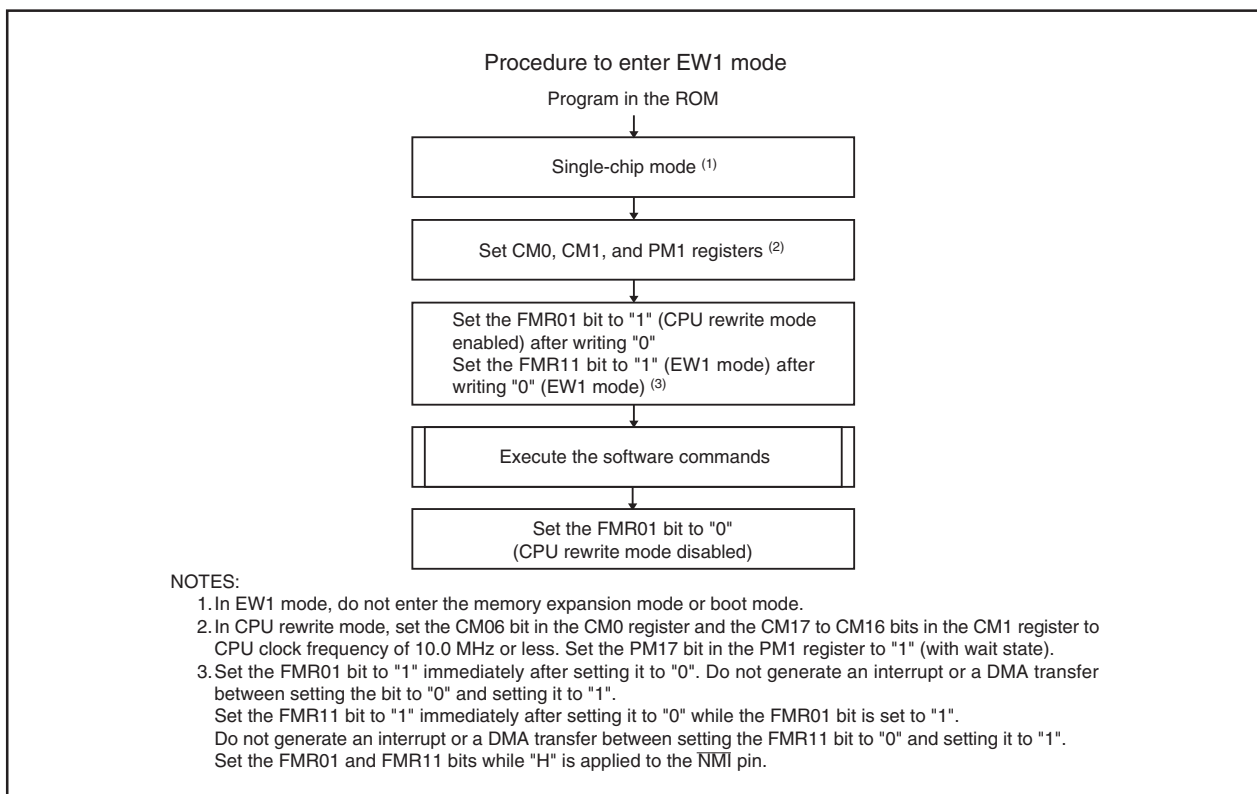 Procedure to enter EW1 mode
Program in the ROM
Single-chip mode (1)
Set CM0, CM1, and PM1 registers (2)
Set the FMR01 bit to "1" (CPU rewrite mode
enabled) after writing "0"
Set the FMR11 bit to "1" (EW1 mode) after
writing "0" (EW1 mode) (3)
Execute the software commands
Set the FMR01 bit to "0"
(CPU rewrite mode disabled)
NOTES:
1. In EW1 mode, do not enter the memory expansion mode or boot mode.
2. In CPU rewrite mode, set the CM06 bit in the CM0 register and the CM17 to CM16 bits in the CM1 register to
CPU clock frequency of 10.0 MHz or less. Set the PM17 bit in the PM1 register to "1" (with wait state).
3. Set the FMR01 bit to "1" immediately after setting it to "0". Do not generate an interrupt or a DMA transfer
between setting the bit to "0" and setting it to "1".
Set the FMR11 bit to "1" immediately after setting it to "0" while the FMR01 bit is set to "1".
Do not generate an interrupt or a DMA transfer between setting the FMR11 bit to "0" and setting it to "1".
Set the FMR01 and FMR11 bits while "H" is applied to the N̅M̅I̅ pin.